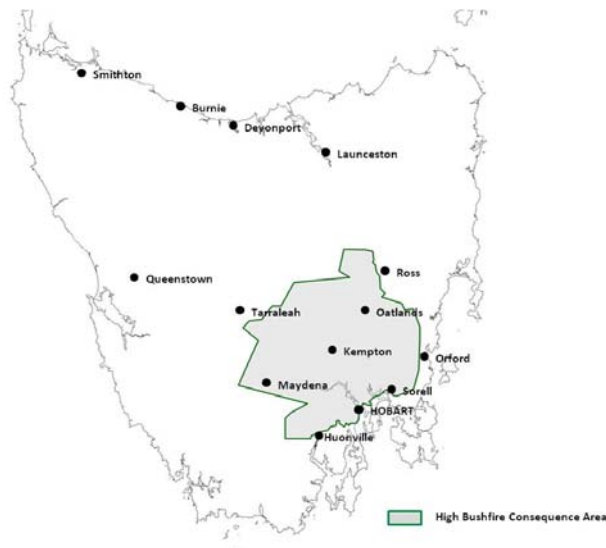 Smithton
Burnie
Devonport
Launceston
Ross
Queenstown
Tarraleah
Oatlands
Kempton
Orford
Maydena
Sorell
HOBART
Huonville
High Bushfire Consequence Area